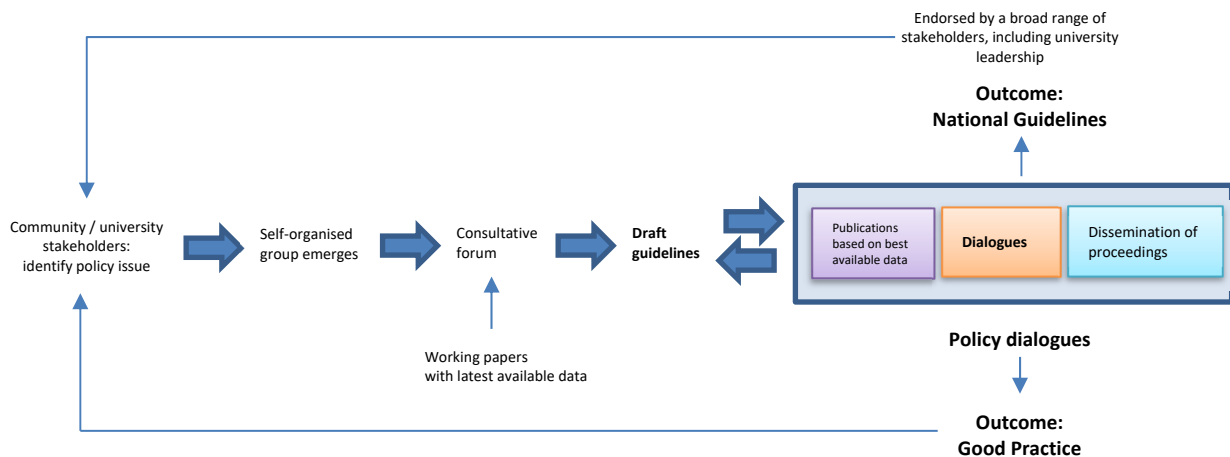 Endorsed by a broad range of
stakeholders, including university
leadership
Outcome:
National Guidelines
Community / university
stakeholders:
identify policy issue
Self-organised
group emerges
Consultative
forum
Draft
guidelines
Publications
based on best
available data
Dialogues
Dissemination of
proceedings
Working papers
with latest available data
Policy dialogues
Outcome:
Good Practice